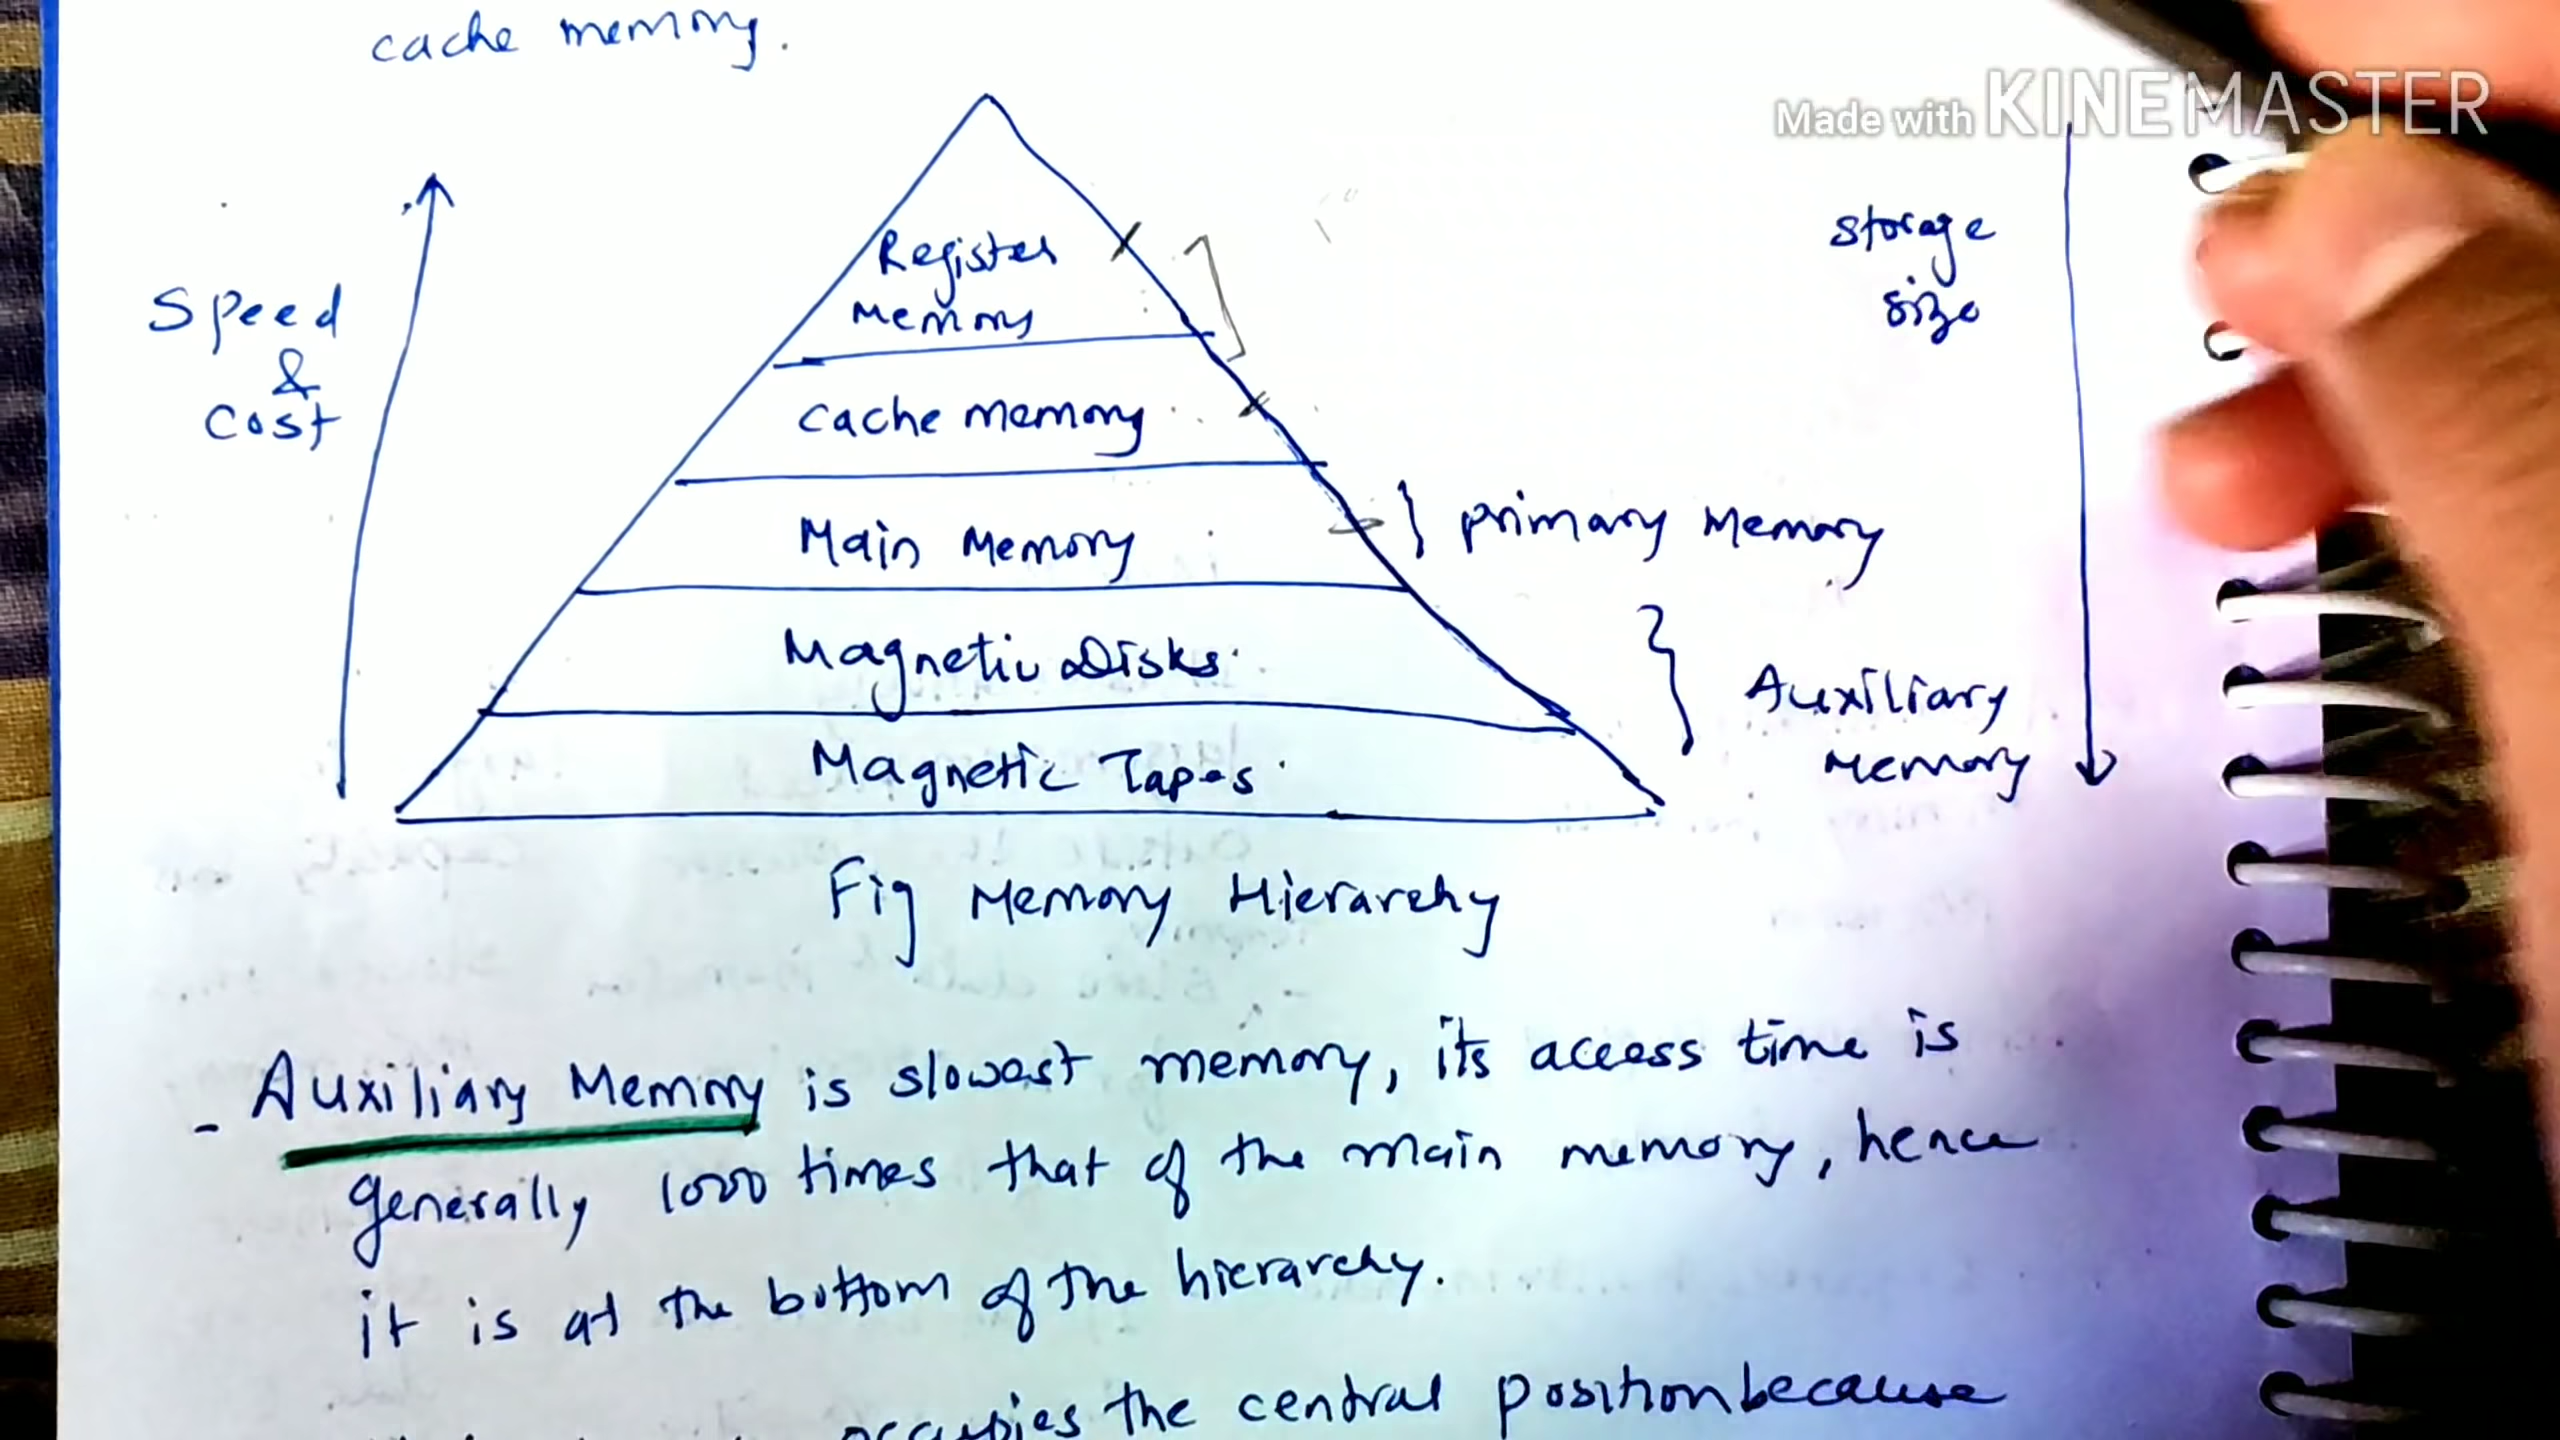 cache memory.
Made with KINEMASTER
Speed
&
Cost
Register
Memory
Cache memory
Main Memory
Magnetic Disks
Magnetic Tapes
storage
size
} primary Memory
} Auxiliary
Memory
Fig Memory Hierarchy
- Auxiliary Memory is slowest memory, its access time is
generally 1000 times that of the main memory, hence
it is at the bottom of the hierarchy.
occupies the central position because